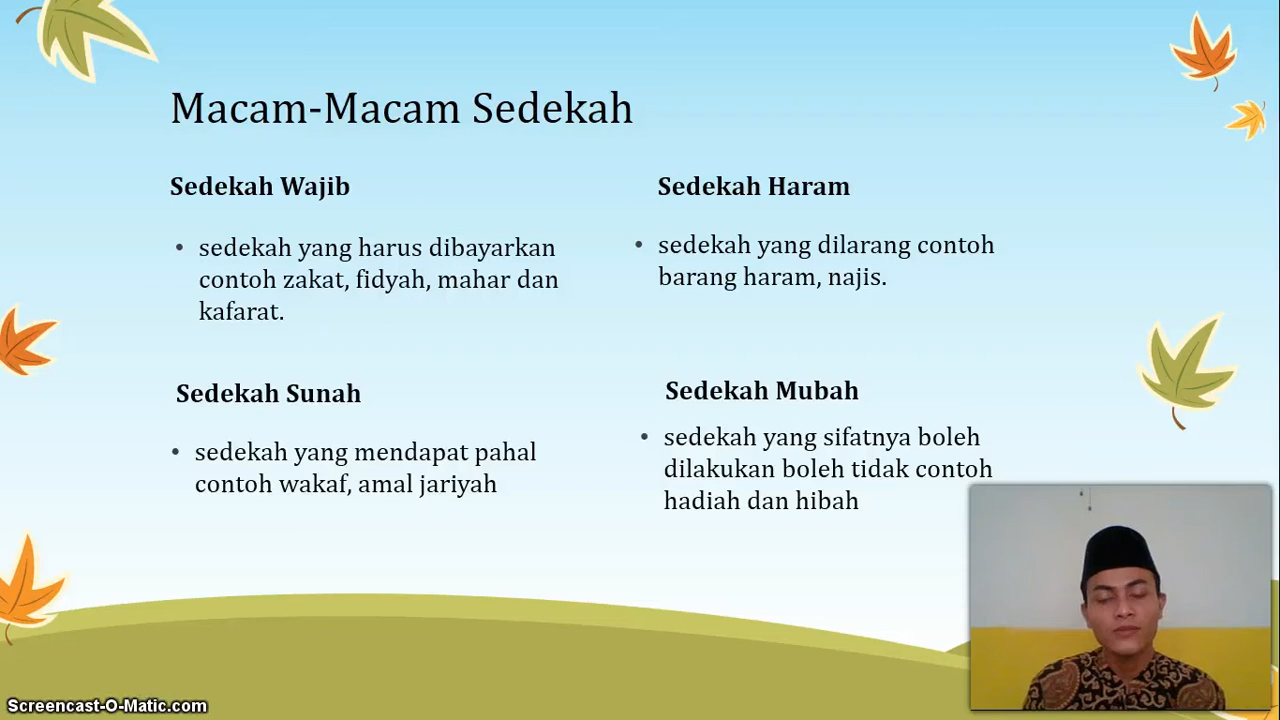 Macam-Macam Sedekah
Sedekah Wajib
• sedekah yang harus dibayarkan
contoh zakat, fidyah, mahar dan
kafarat.
Sedekah Haram
• sedekah yang dilarang contoh
barang haram, najis.
Sedekah Sunah
• sedekah yang mendapat pahal
contoh wakaf, amal jariyah
Sedekah Mubah
• sedekah yang sifatnya boleh
dilakukan boleh tidak contoh
hadiah dan hibah
Screencast-O-Matic.com